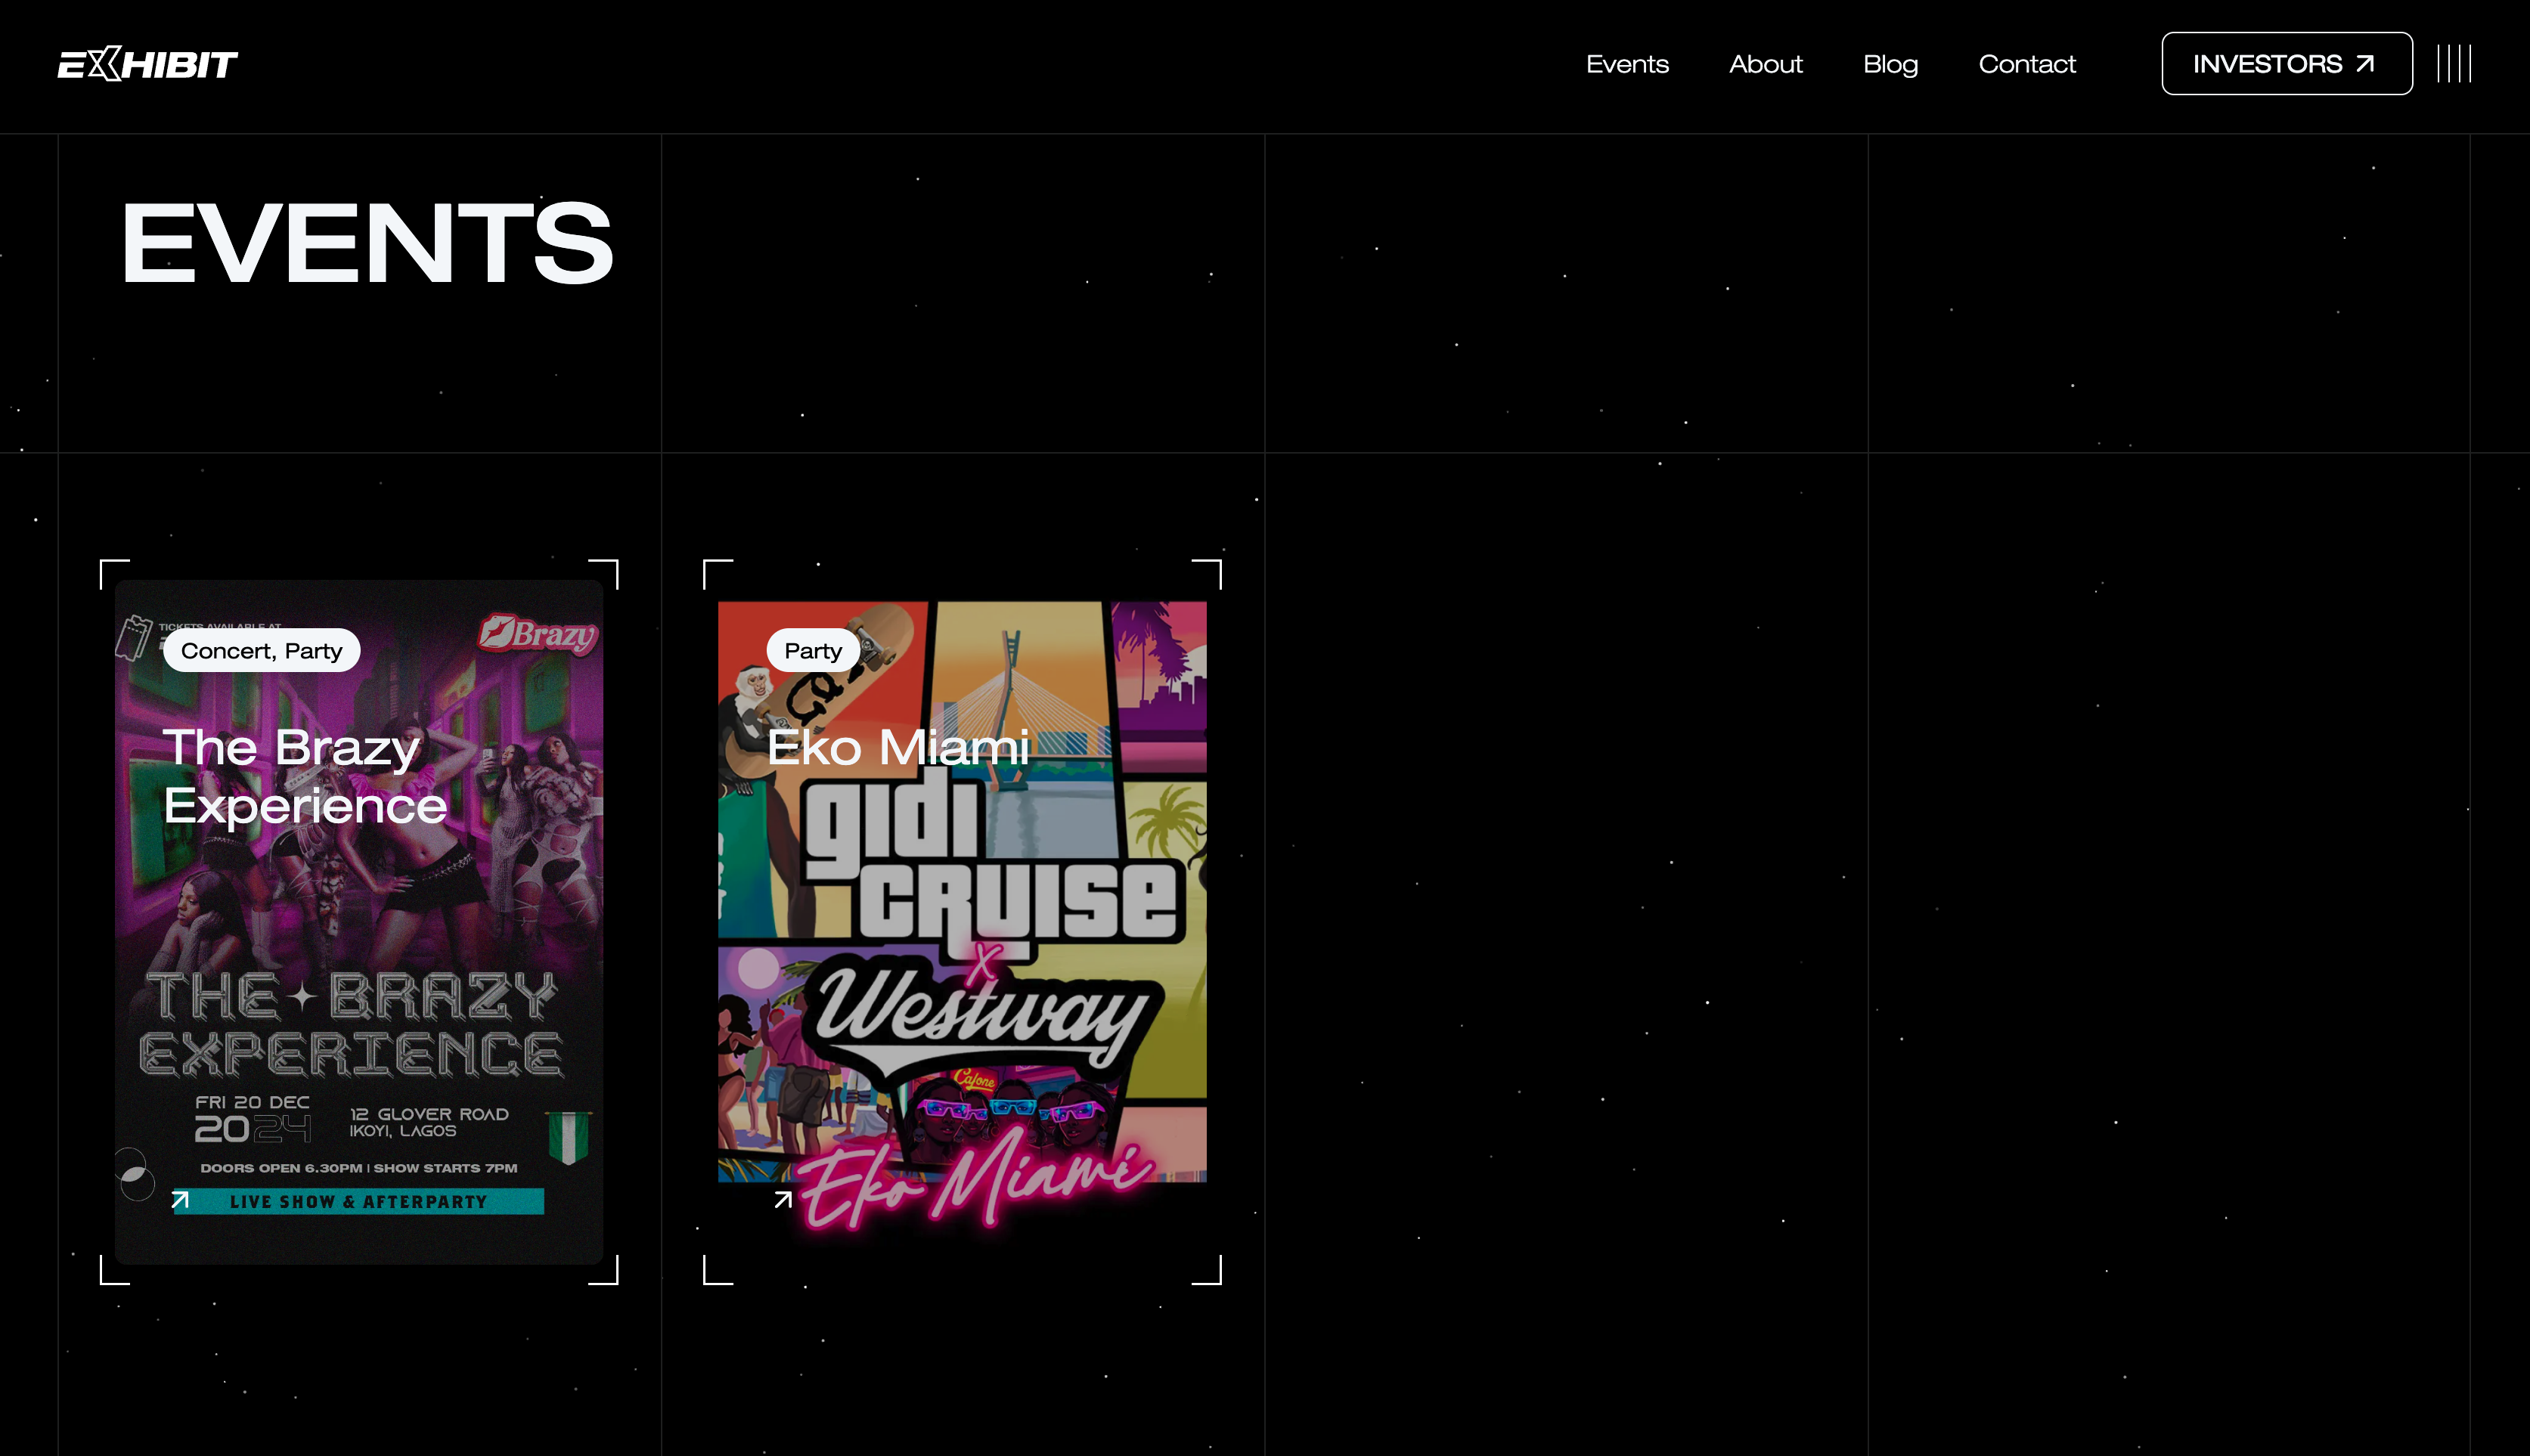 EXHIBIT
Events
About
Blog
Contact
INVESTORS
EVENTS
TICKETS AVAILABLE AT
Brazy
Concert, Party
The Brazy
Experience
THE BRAZY
EXPERIENCE
FRI 20 DEC
2024
12 GLOVER ROAD
IKOYI, LAGOS
DOORS OPEN 6.30PM | SHOW STARTS 7PM
LIVE SHOW & AFTERPARTY
Party
Eko Miami
gidi
CRUISE
X
Westway
Eko Miami